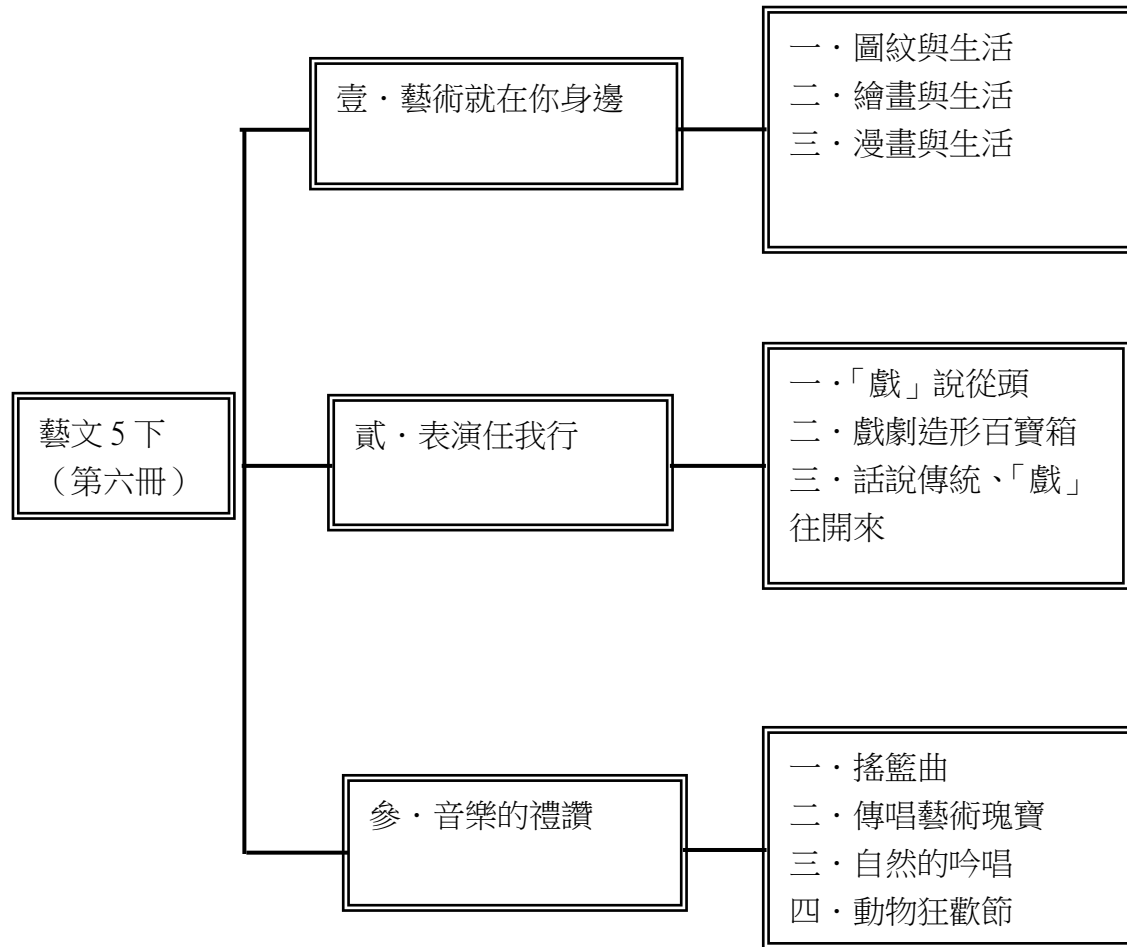 壹．藝術就在你身邊
一．圖紋與生活
二．繪畫與生活
三．漫畫與生活
藝文 5 下
（第六冊）
貳．表演任我行
一．「戲」說從頭
二．戲劇造形百寶箱
三．話說傳統、「戲」
往開來
參．音樂的禮讚
一．搖籃曲
二．傳唱藝術瑰寶
三．自然的吟唱
四．動物狂歡節